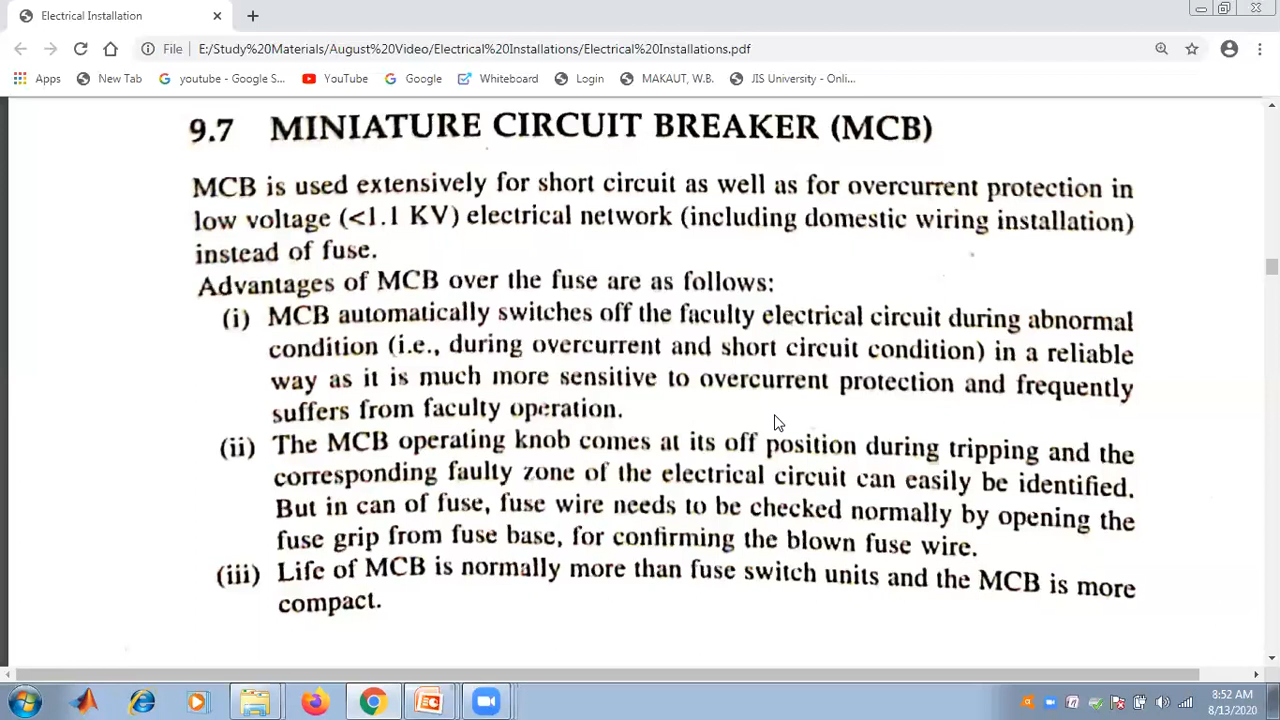 Electrical Installation
File | E:/Study%20Materials/August%20Video/Electrical%20Installations/Electrical%20Installations.pdf
Apps New Tab youtube - Google S... YouTube Google Whiteboard Login MAKAUT, W.B. JIS University - Onli...
9.7 MINIATURE CIRCUIT BREAKER (MCB)
MCB is used extensively for short circuit as well as for overcurrent protection in
low voltage (<1.1 KV) electrical network (including domestic wiring installation)
instead of fuse.
Advantages of MCB over the fuse are as follows:
(i) MCB automatically switches off the faculty electrical circuit during abnormal
condition (i.e., during overcurrent and short circuit condition) in a reliable
way as it is much more sensitive to overcurrent protection and frequently
suffers from faculty operation.
(ii) The MCB operating knob comes at its off position during tripping and the
corresponding faulty zone of the electrical circuit can easily be identified.
But in can of fuse, fuse wire needs to be checked normally by opening the
fuse grip from fuse base, for confirming the blown fuse wire.
(iii) Life of MCB is normally more than fuse switch units and the MCB is more
compact.
8:52 AM
8/13/2020